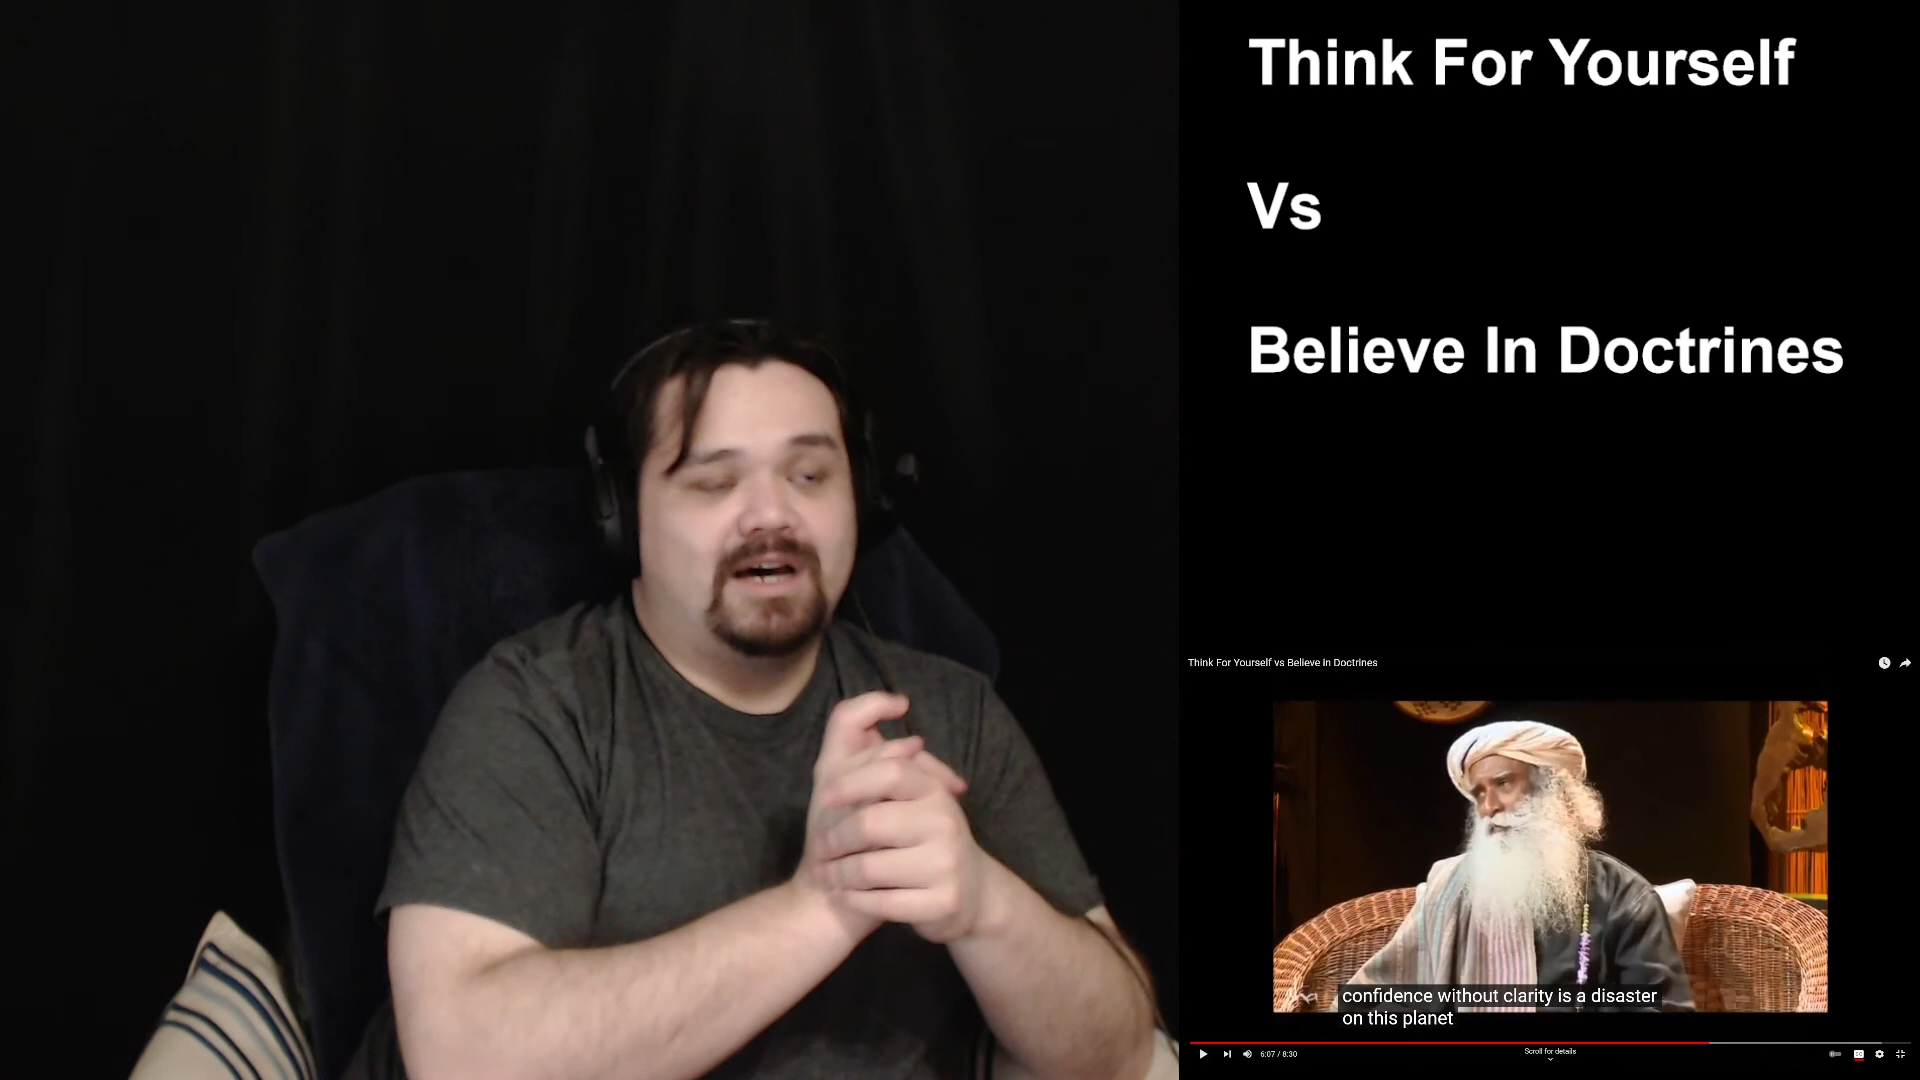 Think For Yourself
Vs
Believe In Doctrines
Think For Yourself vs Believe in Doctrines
confidence without clarity is a disaster
on this planet
6:07 / 8:30
Scroll for details